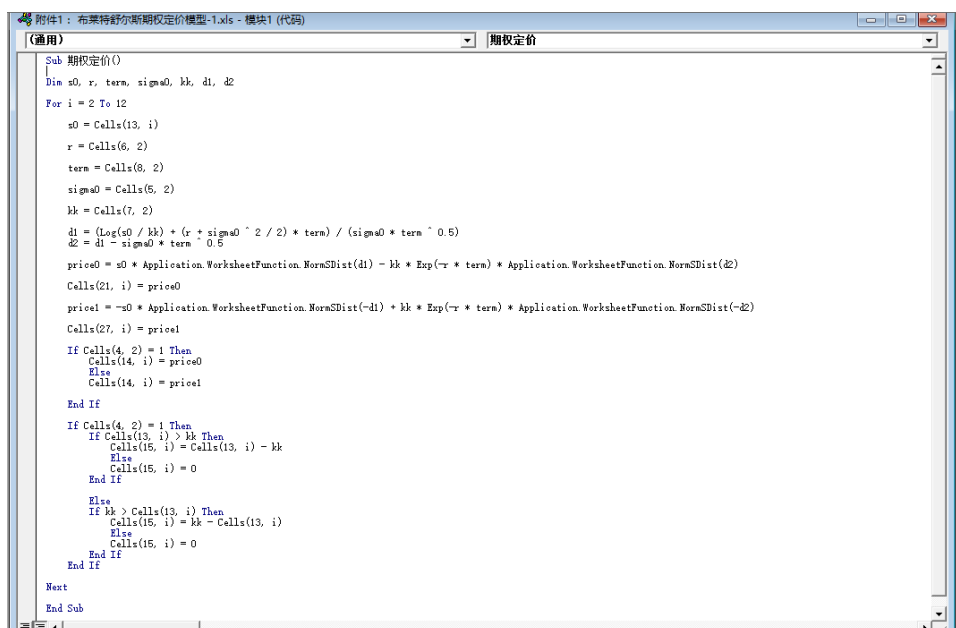 附件1： 布莱特舒尔斯期权定价模型-1.xls - 模块1 (代码)
(通用)
期权定价
Sub 期权定价()
Dim s0, r, term, sigma0, kk, d1, d2
For i = 2 To 12
s0 = Cells(13, i)
r = Cells(6, 2)
term = Cells(8, 2)
sigma0 = Cells(5, 2)
kk = Cells(7, 2)
d1 = (Log(s0 / kk) + (r + sigma0 ^ 2 / 2) * term) / (sigma0 * term ^ 0.5)
d2 = d1 - sigma0 * term ^ 0.5
price0 = s0 * Application.WorksheetFunction.NormSDist(d1) - kk * Exp(-r * term) * Application.WorksheetFunction.NormSDist(d2)
Cells(21, i) = price0
price1 = -s0 * Application.WorksheetFunction.NormSDist(-d1) + kk * Exp(-r * term) * Application.WorksheetFunction.NormSDist(-d2)
Cells(27, i) = price1
If Cells(4, 2) = 1 Then
Cells(14, i) = price0
Else
Cells(14, i) = price1
End If
If Cells(4, 2) = 1 Then
If Cells(13, i) > kk Then
Cells(15, i) = Cells(13, i) - kk
Else
Cells(15, i) = 0
End If
Else
If kk > Cells(13, i) Then
Cells(15, i) = kk - Cells(13, i)
Else
Cells(15, i) = 0
End If
End If
Next
End Sub